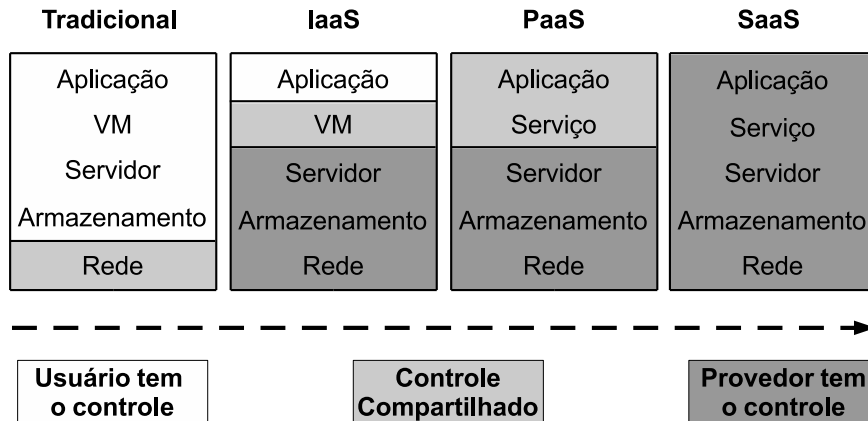 Tradicional
IaaS
PaaS
SaaS
Aplicação
VM
Servidor
Armazenamento
Rede
Aplicação
VM
Servidor
Armazenamento
Rede
Aplicação
Serviço
Servidor
Armazenamento
Rede
Aplicação
Serviço
Servidor
Armazenamento
Rede
Usuário tem
o controle
Controle
Compartilhado
Provedor tem
o controle